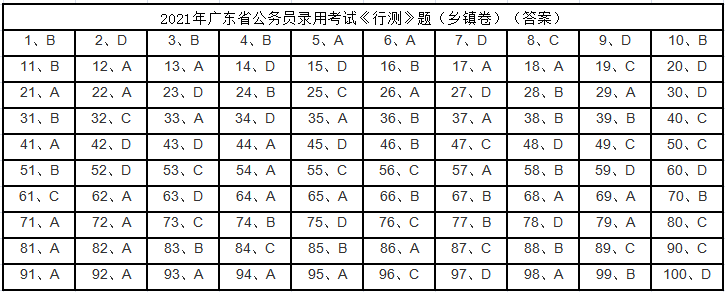 2021年广东省公务员录用考试《行测》题（乡镇卷）（答案）
1、B 2、D 3、B 4、B 5、A 6、A 7、D 8、C 9、D 10、B
11、B 12、A 13、A 14、D 15、D 16、B 17、A 18、A 19、C 20、D
21、A 22、A 23、D 24、B 25、C 26、A 27、D 28、B 29、A 30、D
31、B 32、C 33、A 34、D 35、A 36、B 37、A 38、B 39、B 40、C
41、A 42、D 43、D 44、A 45、D 46、B 47、C 48、D 49、C 50、C
51、B 52、D 53、C 54、A 55、C 56、C 57、A 58、B 59、D 60、D
61、C 62、A 63、D 64、A 65、A 66、B 67、B 68、A 69、A 70、B
71、A 72、A 73、C 74、B 75、D 76、C 77、B 78、D 79、A 80、C
81、A 82、A 83、B 84、C 85、B 86、A 87、C 88、B 89、C 90、C
91、A 92、A 93、A 94、A 95、A 96、C 97、D 98、A 99、B 100、D